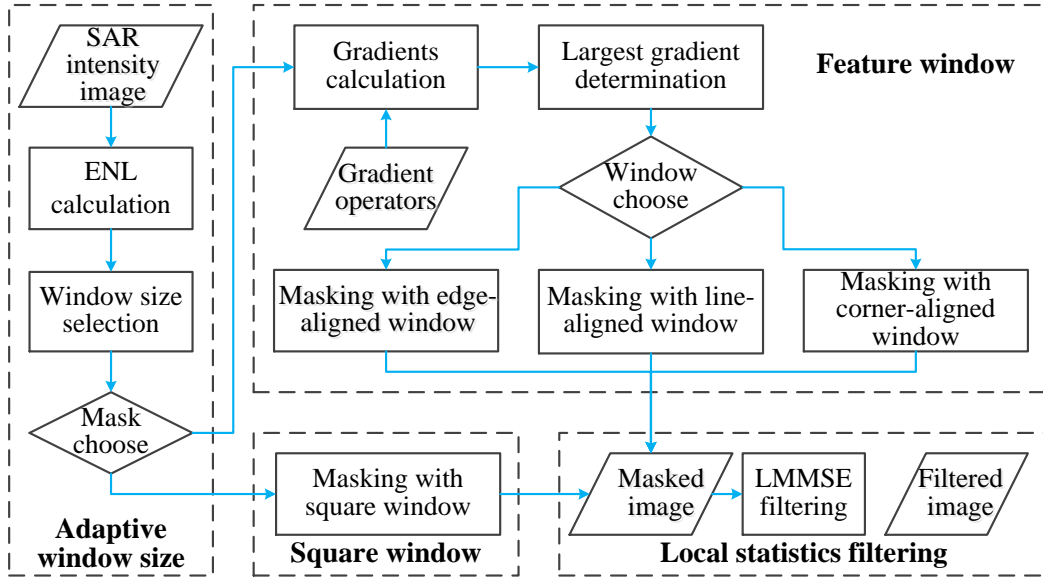 SAR
intensity
image
ENL
calculation
Window size
selection
Mask
choose
Adaptive
window size
Gradients
calculation
Largest gradient
determination
Feature window
Gradient
operators
Window
choose
Masking with edge-
aligned window
Masking with line-
aligned window
Masking with
corner-aligned
window
Masking with
square window
Square window
Masked
image
LMMSE
filtering
Filtered
image
Local statistics filtering